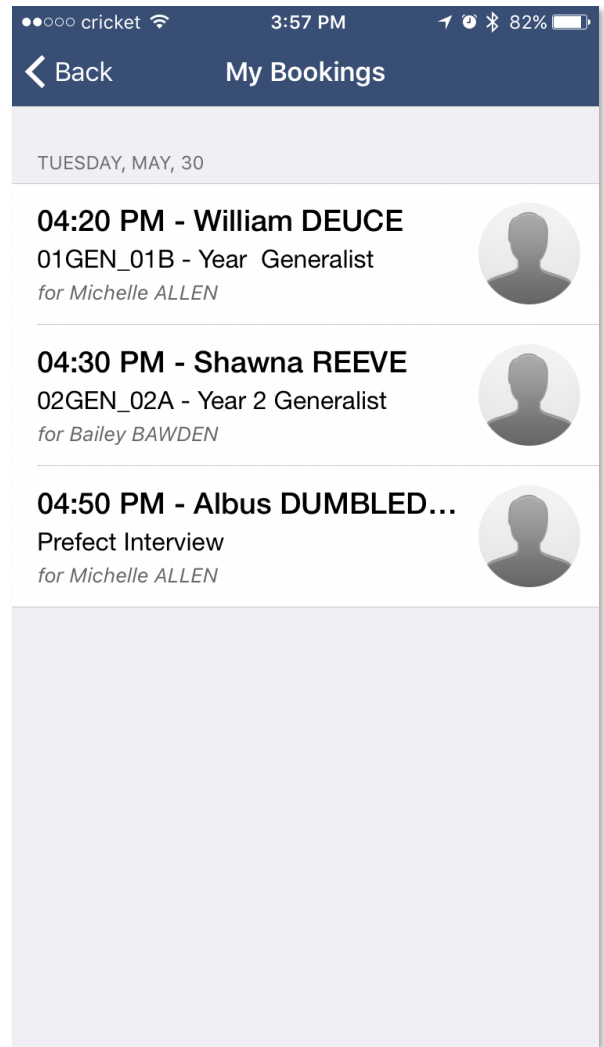 cricket 3:57 PM 82%
Back My Bookings
TUESDAY, MAY, 30
04:20 PM - William DEUCE
01GEN_01B - Year  Generalist
for Michelle ALLEN
04:30 PM - Shawna REEVE
02GEN_02A - Year 2 Generalist
for Bailey BAWDEN
04:50 PM - Albus DUMBLED...
Prefect Interview
for Michelle ALLEN